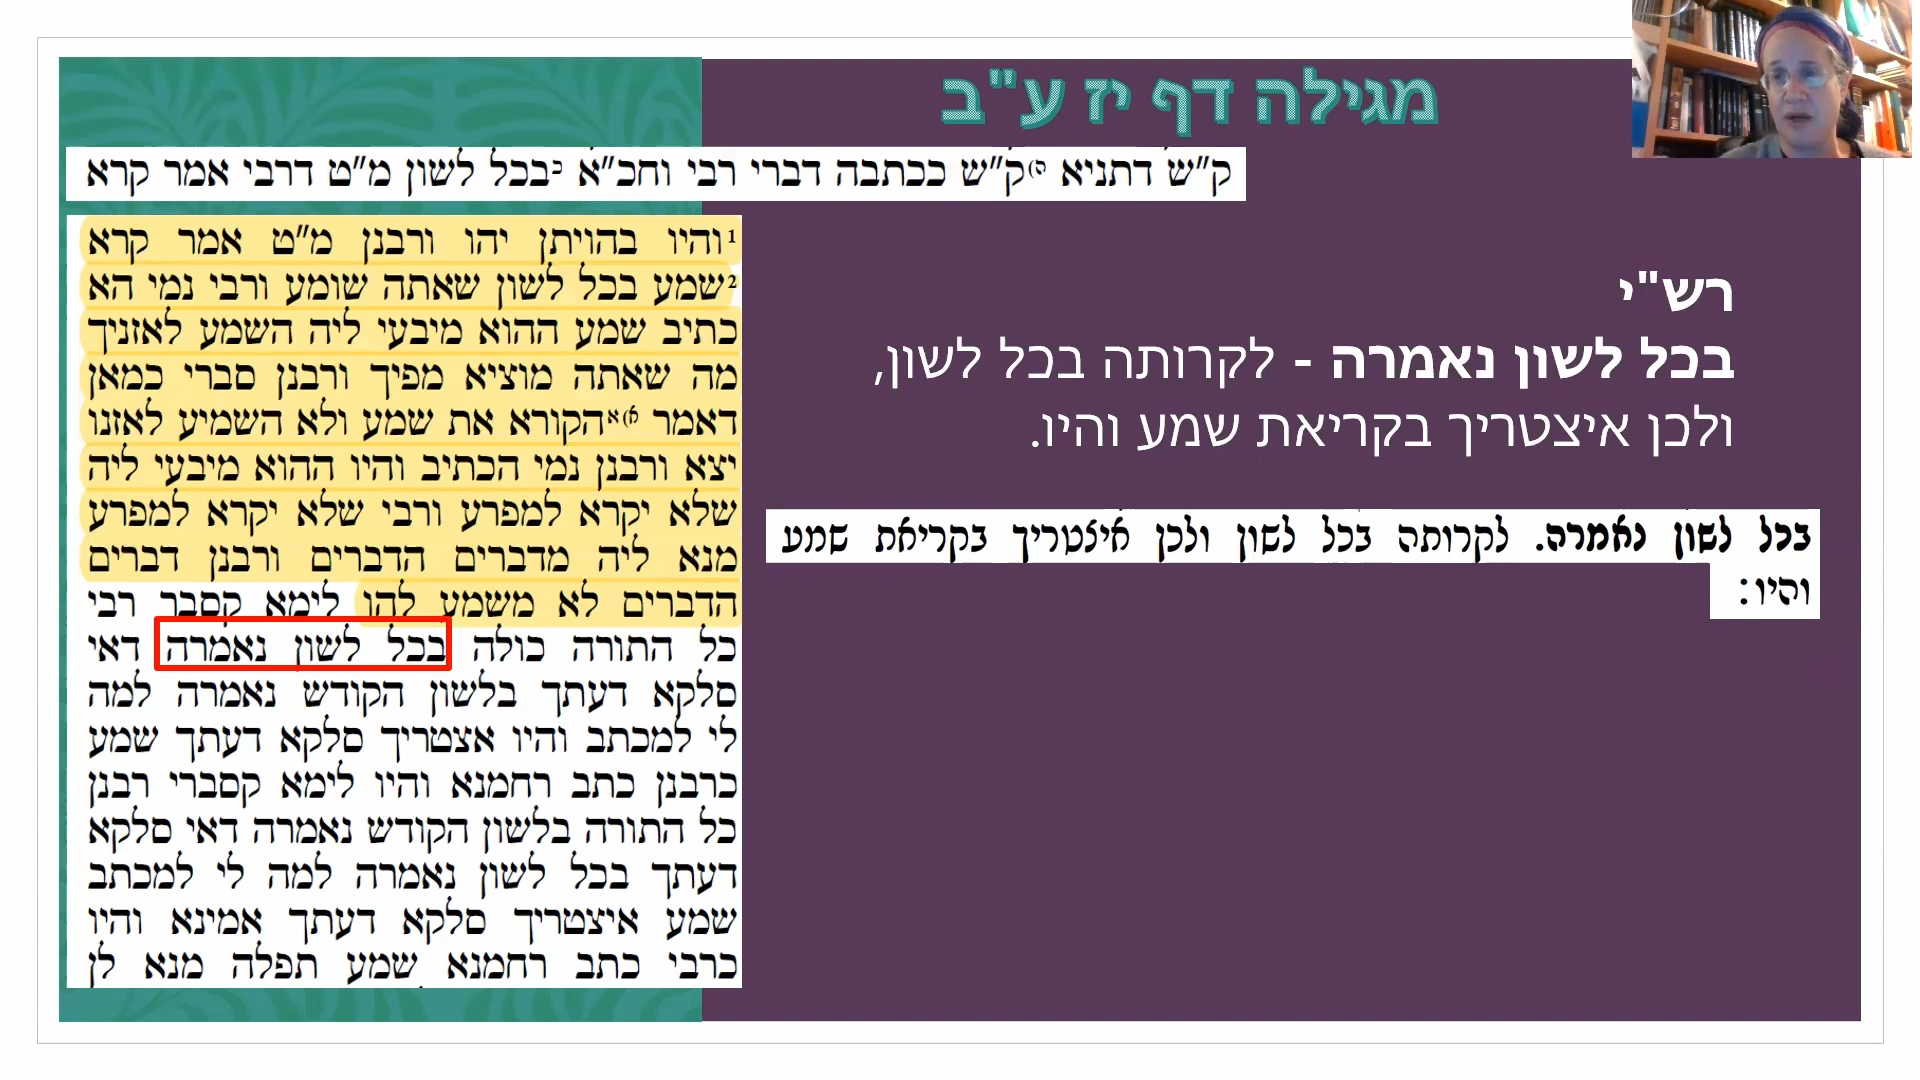 מגילה דף יז ע"ב
ק"ש דתניא ק"ש ככתבה דברי רבי וחכ"א בכל לשון מ"ט דרבי אמר קרא
והיו בהויתן יהו ורבנן מ"ט אמר קרא
שמע בכל לשון שאתה שומע ורבי נמי הא
כתיב שמע ההוא מיבעי ליה השמע לאזניך
מה שאתה מוציא מפיך ורבנן סברי כמאן
דאמר הקורא את שמע ולא השמיע לאזנו
יצא ורבנן נמי הכתיב והיו ההוא מיבעי ליה
שלא יקרא למפרע ורבי שלא יקרא למפרע
מנא ליה מדברים הדברים ורבנן דברים
הדברים לא משמע להו לימא קסבר רבי
כל התורה כולה בכל לשון נאמרה דאי
סלקא דעתך בלשון הקודש נאמרה למה
לי למכתב והיו אצטריך סלקא דעתך שמע
כרבנן כתב רחמנא והיו לימא קסברי רבנן
כל התורה בלשון הקודש נאמרה דאי סלקא
דעתך בכל לשון נאמרה למה לי למכתב
שמע איצטריך סלקא דעתך אמינא והיו
כרבי כתב רחמנא שמע תפלה מנא לן
רש"י
בכל לשון נאמרה - לקרותה בכל לשון,
ולכן איצטריך בקריאת שמע והיו.
בכל לשון נאמרה. לקרותה בכל לשון ולכן איצטריך בקריאת שמע
והיו: